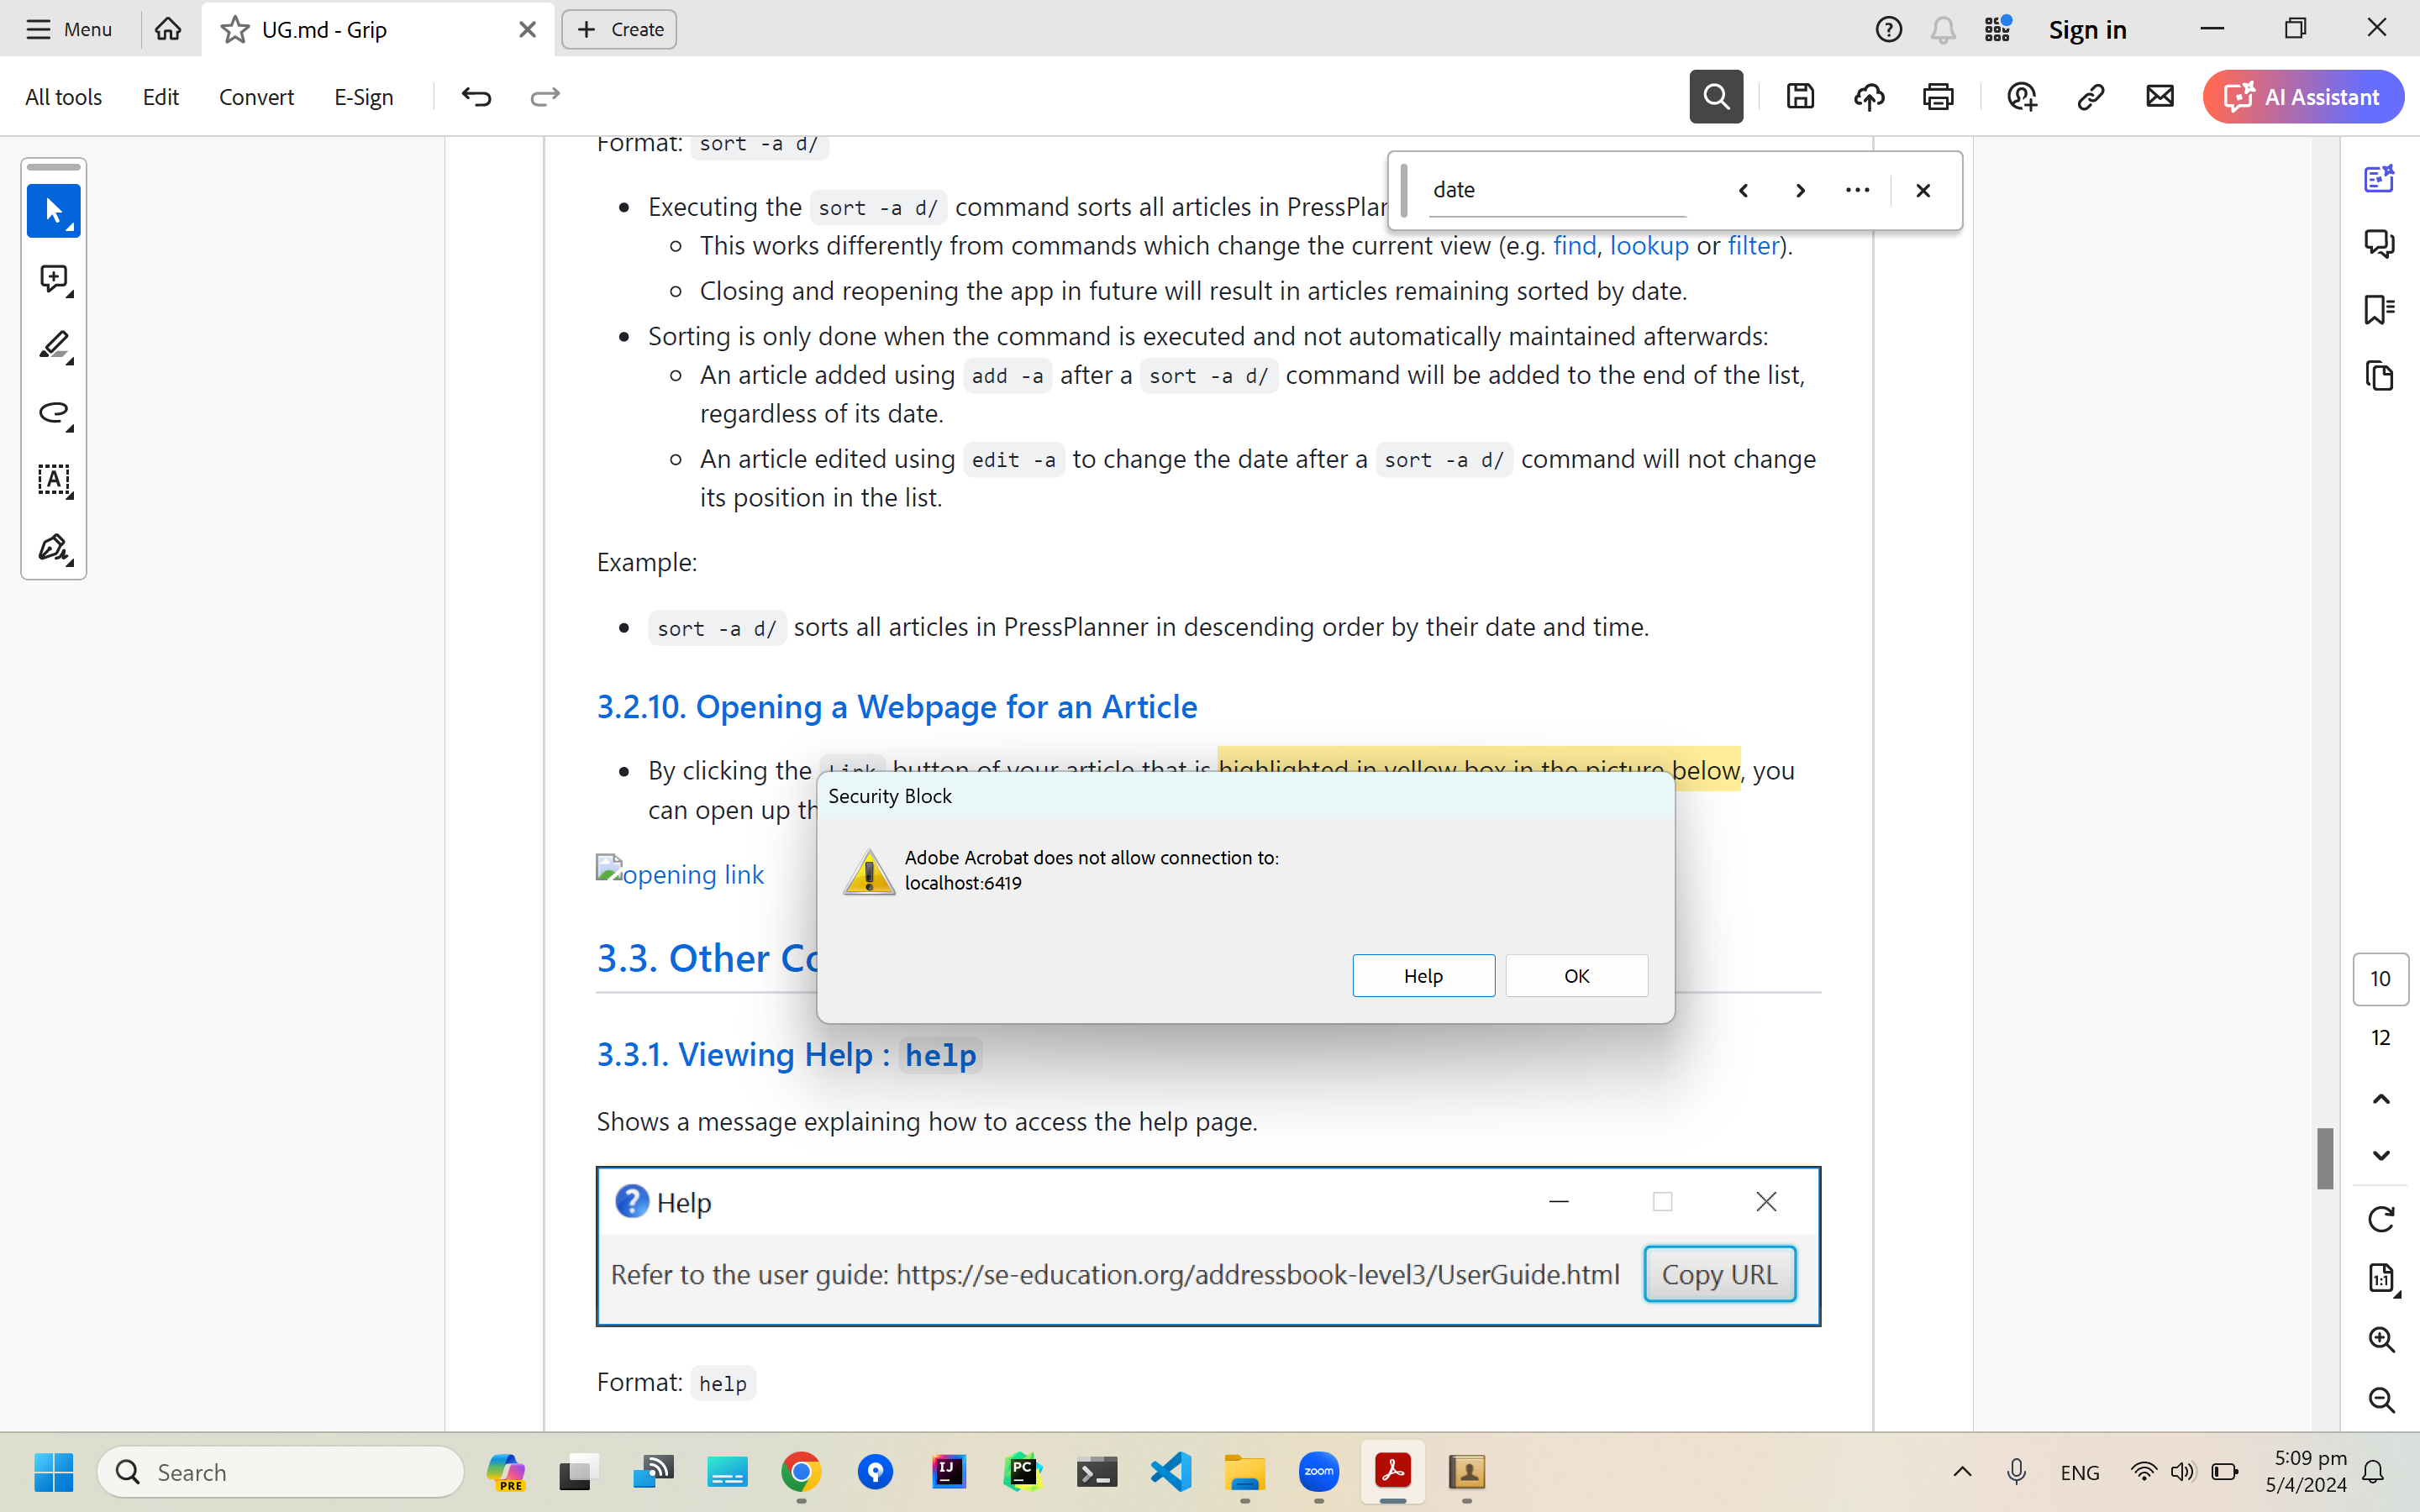 Menu
UG.md - Grip
Create
Sign in
All tools
Edit
Convert
E-Sign
AI Assistant
date
Format: sort -a d/
Executing the sort -a d/ command sorts all articles in PressPlan
This works differently from commands which change the current view (e.g. find, lookup or filter).
Closing and reopening the app in future will result in articles remaining sorted by date.
Sorting is only done when the command is executed and not automatically maintained afterwards:
An article added using add -a after a sort -a d/ command will be added to the end of the list,
regardless of its date.
An article edited using edit -a to change the date after a sort -a d/ command will not change
its position in the list.
Example:
sort -a d/ sorts all articles in PressPlanner in descending order by their date and time.
3.2.10. Opening a Webpage for an Article
By clicking the Link button of your article that is highlighted in yellow box in the picture below, you
can open up th
Security Block
Adobe Acrobat does not allow connection to:
localhost:6419
Help
OK
opening link
3.3. Other Co
3.3.1. Viewing Help : help
Shows a message explaining how to access the help page.
Help
Refer to the user guide: https://se-education.org/addressbook-level3/UserGuide.html
Copy URL
Format: help
10
12
1:1
Search
PRE
IJ
PC
zoom
ENG
5:09 pm
5/4/2024